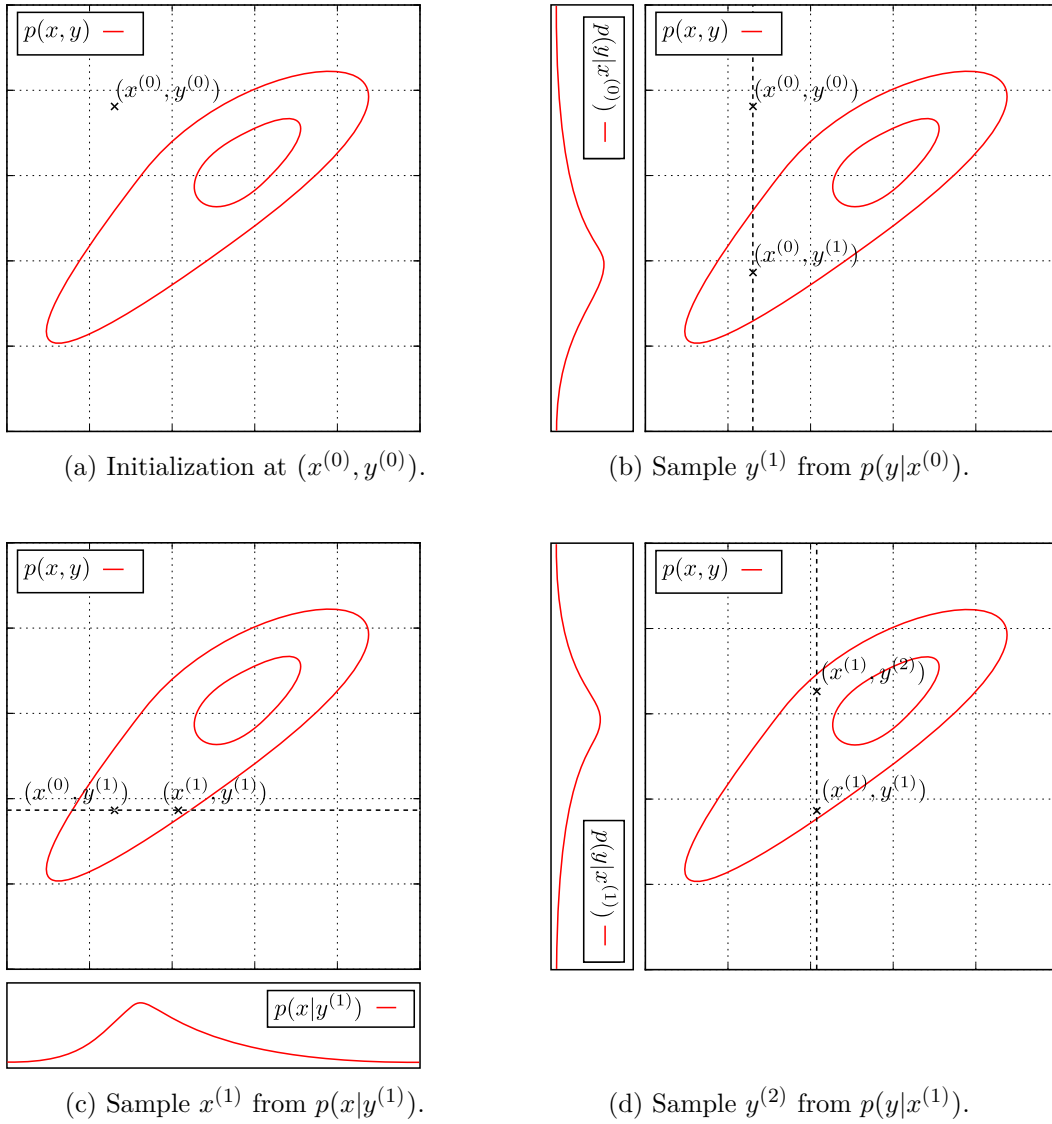 p(x, y)
(x^{(0)}, y^{(0)})
(a) Initialization at (x^{(0)}, y^{(0)}).
p(y|x^{(0)})
p(x, y)
(x^{(0)}, y^{(0)})
(x^{(0)}, y^{(1)})
(b) Sample y^{(1)} from p(y|x^{(0)}).
p(x, y)
(x^{(0)}, y^{(1)})
(x^{(1)}, y^{(1)})
p(x|y^{(1)})
(c) Sample x^{(1)} from p(x|y^{(1)}).
p(y|x^{(1)})
p(x, y)
(x^{(1)}, y^{(2)})
(x^{(1)}, y^{(1)})
(d) Sample y^{(2)} from p(y|x^{(1)}).